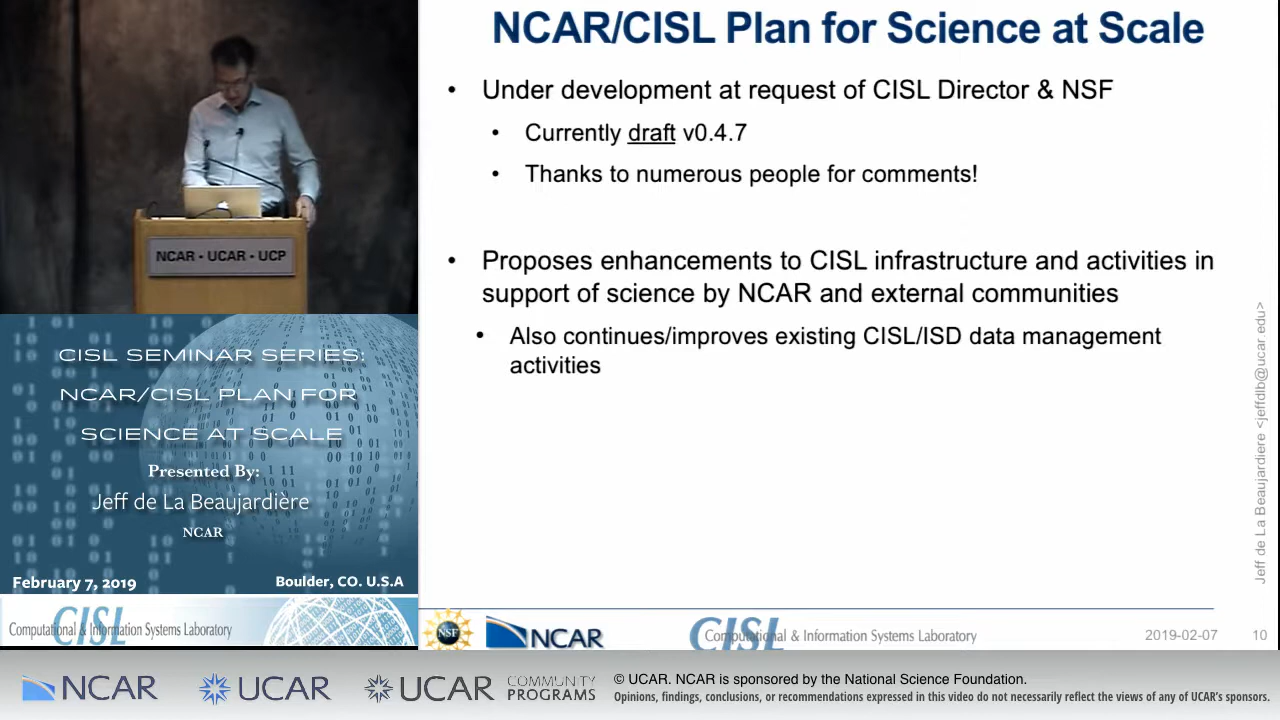 NCAR/CISL Plan for Science at Scale
• Under development at request of CISL Director & NSF
• Currently draft v0.4.7
• Thanks to numerous people for comments!
• Proposes enhancements to CISL infrastructure and activities in
support of science by NCAR and external communities
• Also continues/improves existing CISL/ISD data management
activities
Jeff de La Beaujardiere <jeffdlb@ucar.edu>
NCAR • UCAR • UCP
CISL SEMINAR SERIES:
NCAR/CISL PLAN FOR
SCIENCE AT SCALE
Presented By:
Jeff de La Beaujardière
NCAR
February 7, 2019
Boulder, CO. U.S.A
CISL
Computational & Information Systems Laboratory
NSF
NCAR
CISL
Computational & Information Systems Laboratory
2019-02-07
10
NCAR
UCAR
UCAR
COMMUNITY
PROGRAMS
© UCAR. NCAR is sponsored by the National Science Foundation.
Opinions, findings, conclusions, or recommendations expressed in this video do not necessarily reflect the views of any of UCAR's sponsors.